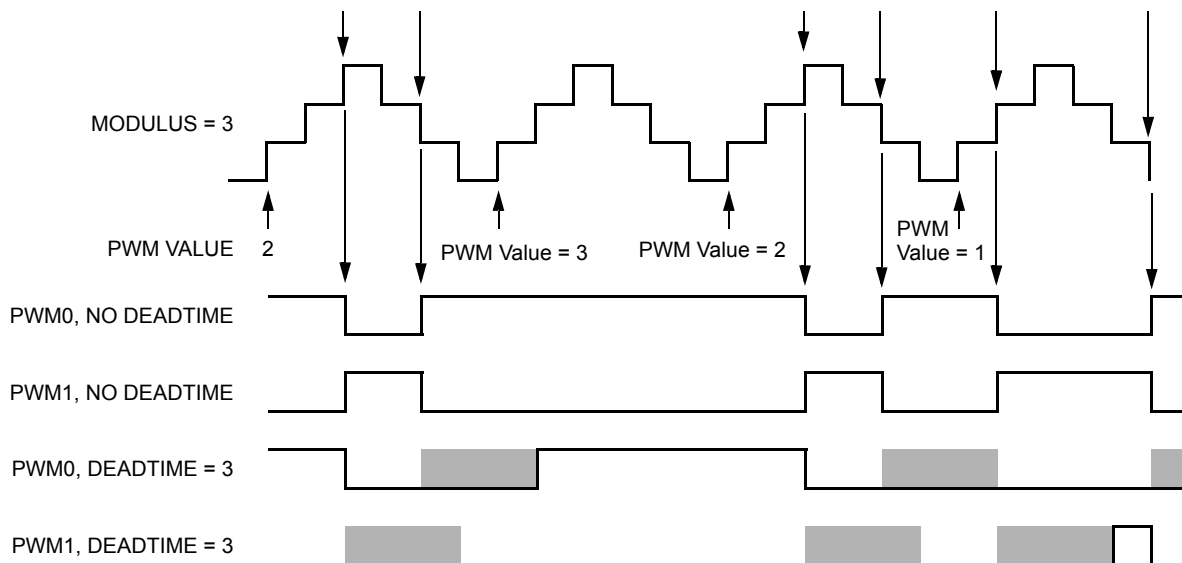 MODULUS = 3
PWM VALUE 2
PWM Value = 3
PWM Value = 2
PWM
Value = 1
PWM0, NO DEADTIME
PWM1, NO DEADTIME
PWM0, DEADTIME = 3
PWM1, DEADTIME = 3